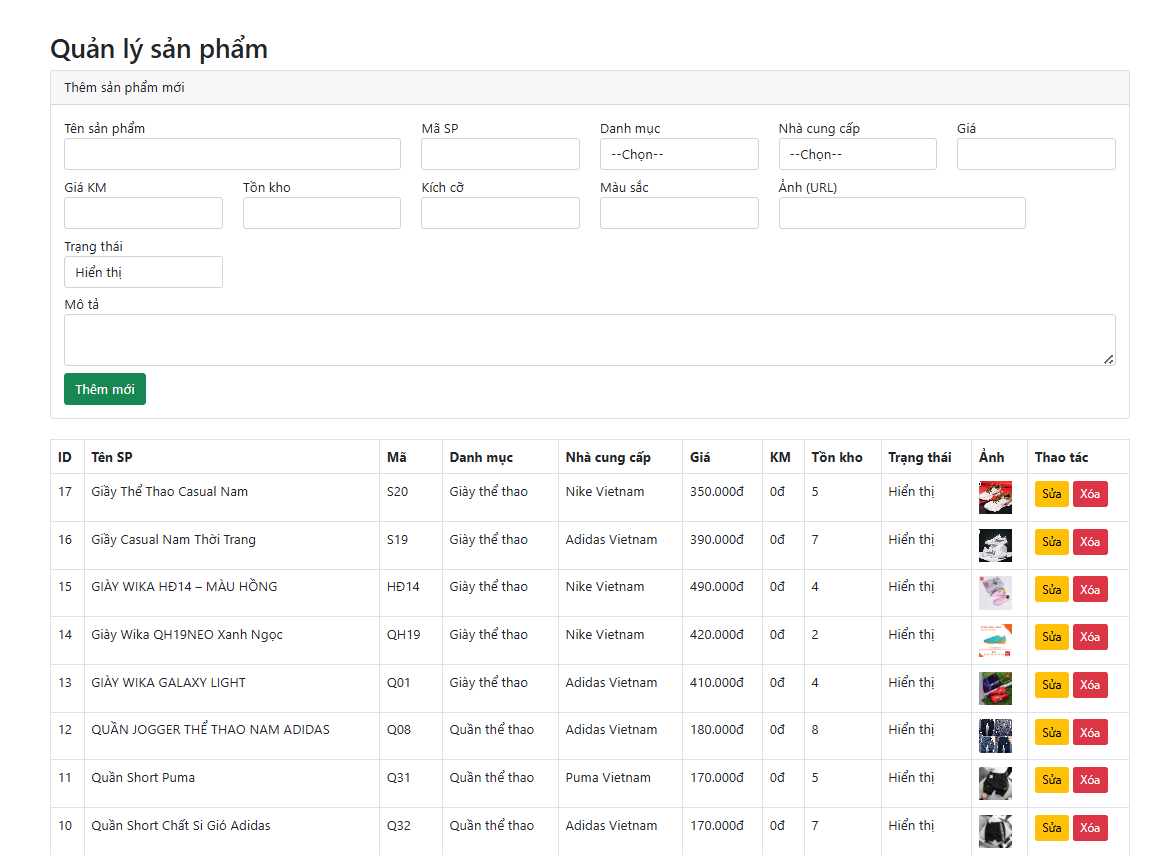 Quản lý sản phẩm
Thêm sản phẩm mới
Tên sản phẩm Mã SP Danh mục Nhà cung cấp Giá
--Chọn-- --Chọn--
Giá KM Tồn kho Kích cỡ Màu sắc Ảnh (URL)
Trạng thái
Hiển thị
Mô tả
Thêm mới
ID Tên SP Mã Danh mục Nhà cung cấp Giá KM Tồn kho Trạng thái Ảnh Thao tác
17 Giầy Thể Thao Casual Nam S20 Giày thể thao Nike Vietnam 350.000đ 0đ 5 Hiển thị Sửa Xóa
16 Giầy Casual Nam Thời Trang S19 Giày thể thao Adidas Vietnam 390.000đ 0đ 7 Hiển thị Sửa Xóa
15 GIÀY WIKA HĐ14 – MÀU HỒNG HĐ14 Giày thể thao Nike Vietnam 490.000đ 0đ 4 Hiển thị Sửa Xóa
14 Giày Wika QH19NEO Xanh Ngọc QH19 Giày thể thao Nike Vietnam 420.000đ 0đ 2 Hiển thị Sửa Xóa
13 GIÀY WIKA GALAXY LIGHT Q01 Giày thể thao Adidas Vietnam 410.000đ 0đ 4 Hiển thị Sửa Xóa
12 QUẦN JOGGER THỂ THAO NAM ADIDAS Q08 Quần thể thao Adidas Vietnam 180.000đ 0đ 8 Hiển thị Sửa Xóa
11 Quần Short Puma Q31 Quần thể thao Puma Vietnam 170.000đ 0đ 5 Hiển thị Sửa Xóa
10 Quần Short Chất Si Gió Adidas Q32 Quần thể thao Adidas Vietnam 170.000đ 0đ 7 Hiển thị Sửa Xóa